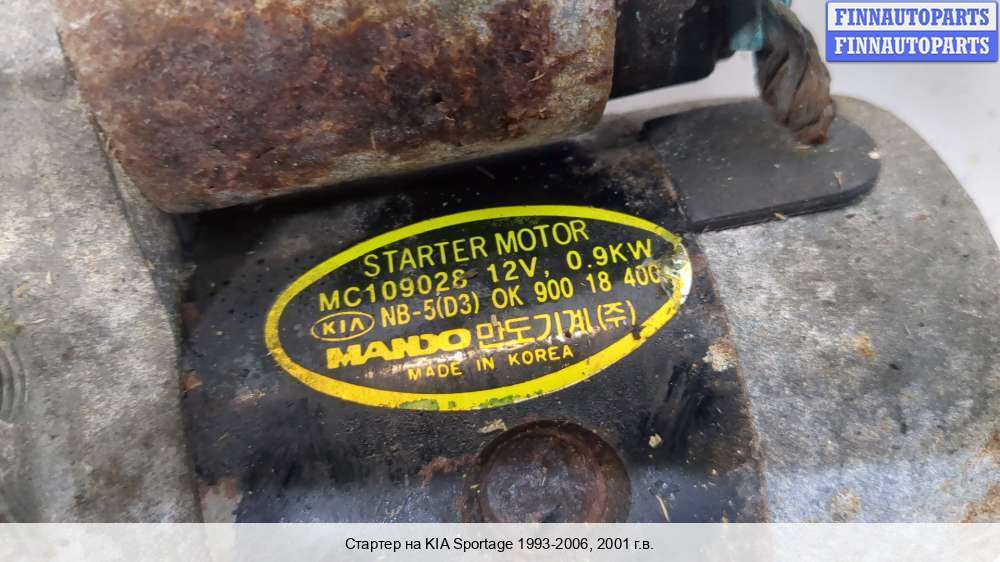 FINNAUTOPARTS
FINNAUTOPARTS
STARTER MOTOR
MC109028 12V, 0.9KW
KIA NB-5(D3) OK 900 18 400
MANDO 만도기계(주)
MADE IN KOREA
Стартер на KIA Sportage 1993-2006, 2001 г.в.